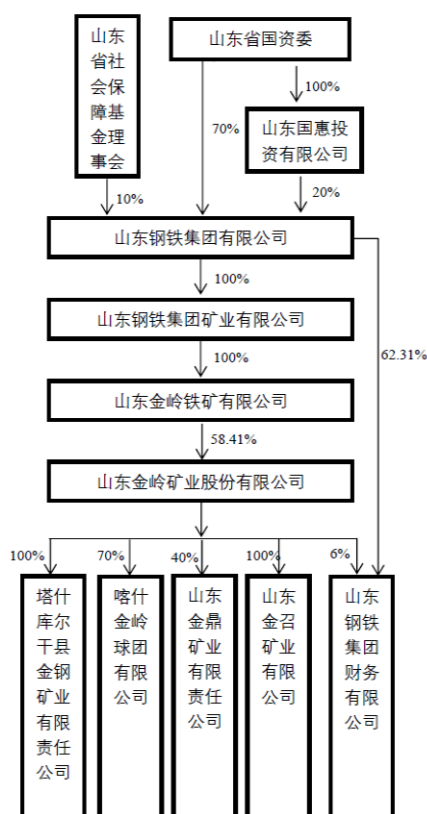 山东
省社
会保
障基
金理
事会
山东省国资委
100%
70%
山东国惠投
资有限公司
10%
20%
山东钢铁集团有限公司
100%
山东钢铁集团矿业有限公司
100%
62.31%
山东金岭铁矿有限公司
58.41%
山东金岭矿业股份有限公司
100%
70%
40%
100%
6%
塔什
库尔
干县
金钢
矿业
有限
责任
公司
喀什
金岭
球团
有限
公司
山东
金鼎
矿业
有限
责任
公司
山东
金召
矿业
有限
公司
山东
钢铁
集团
财务
有限
公司